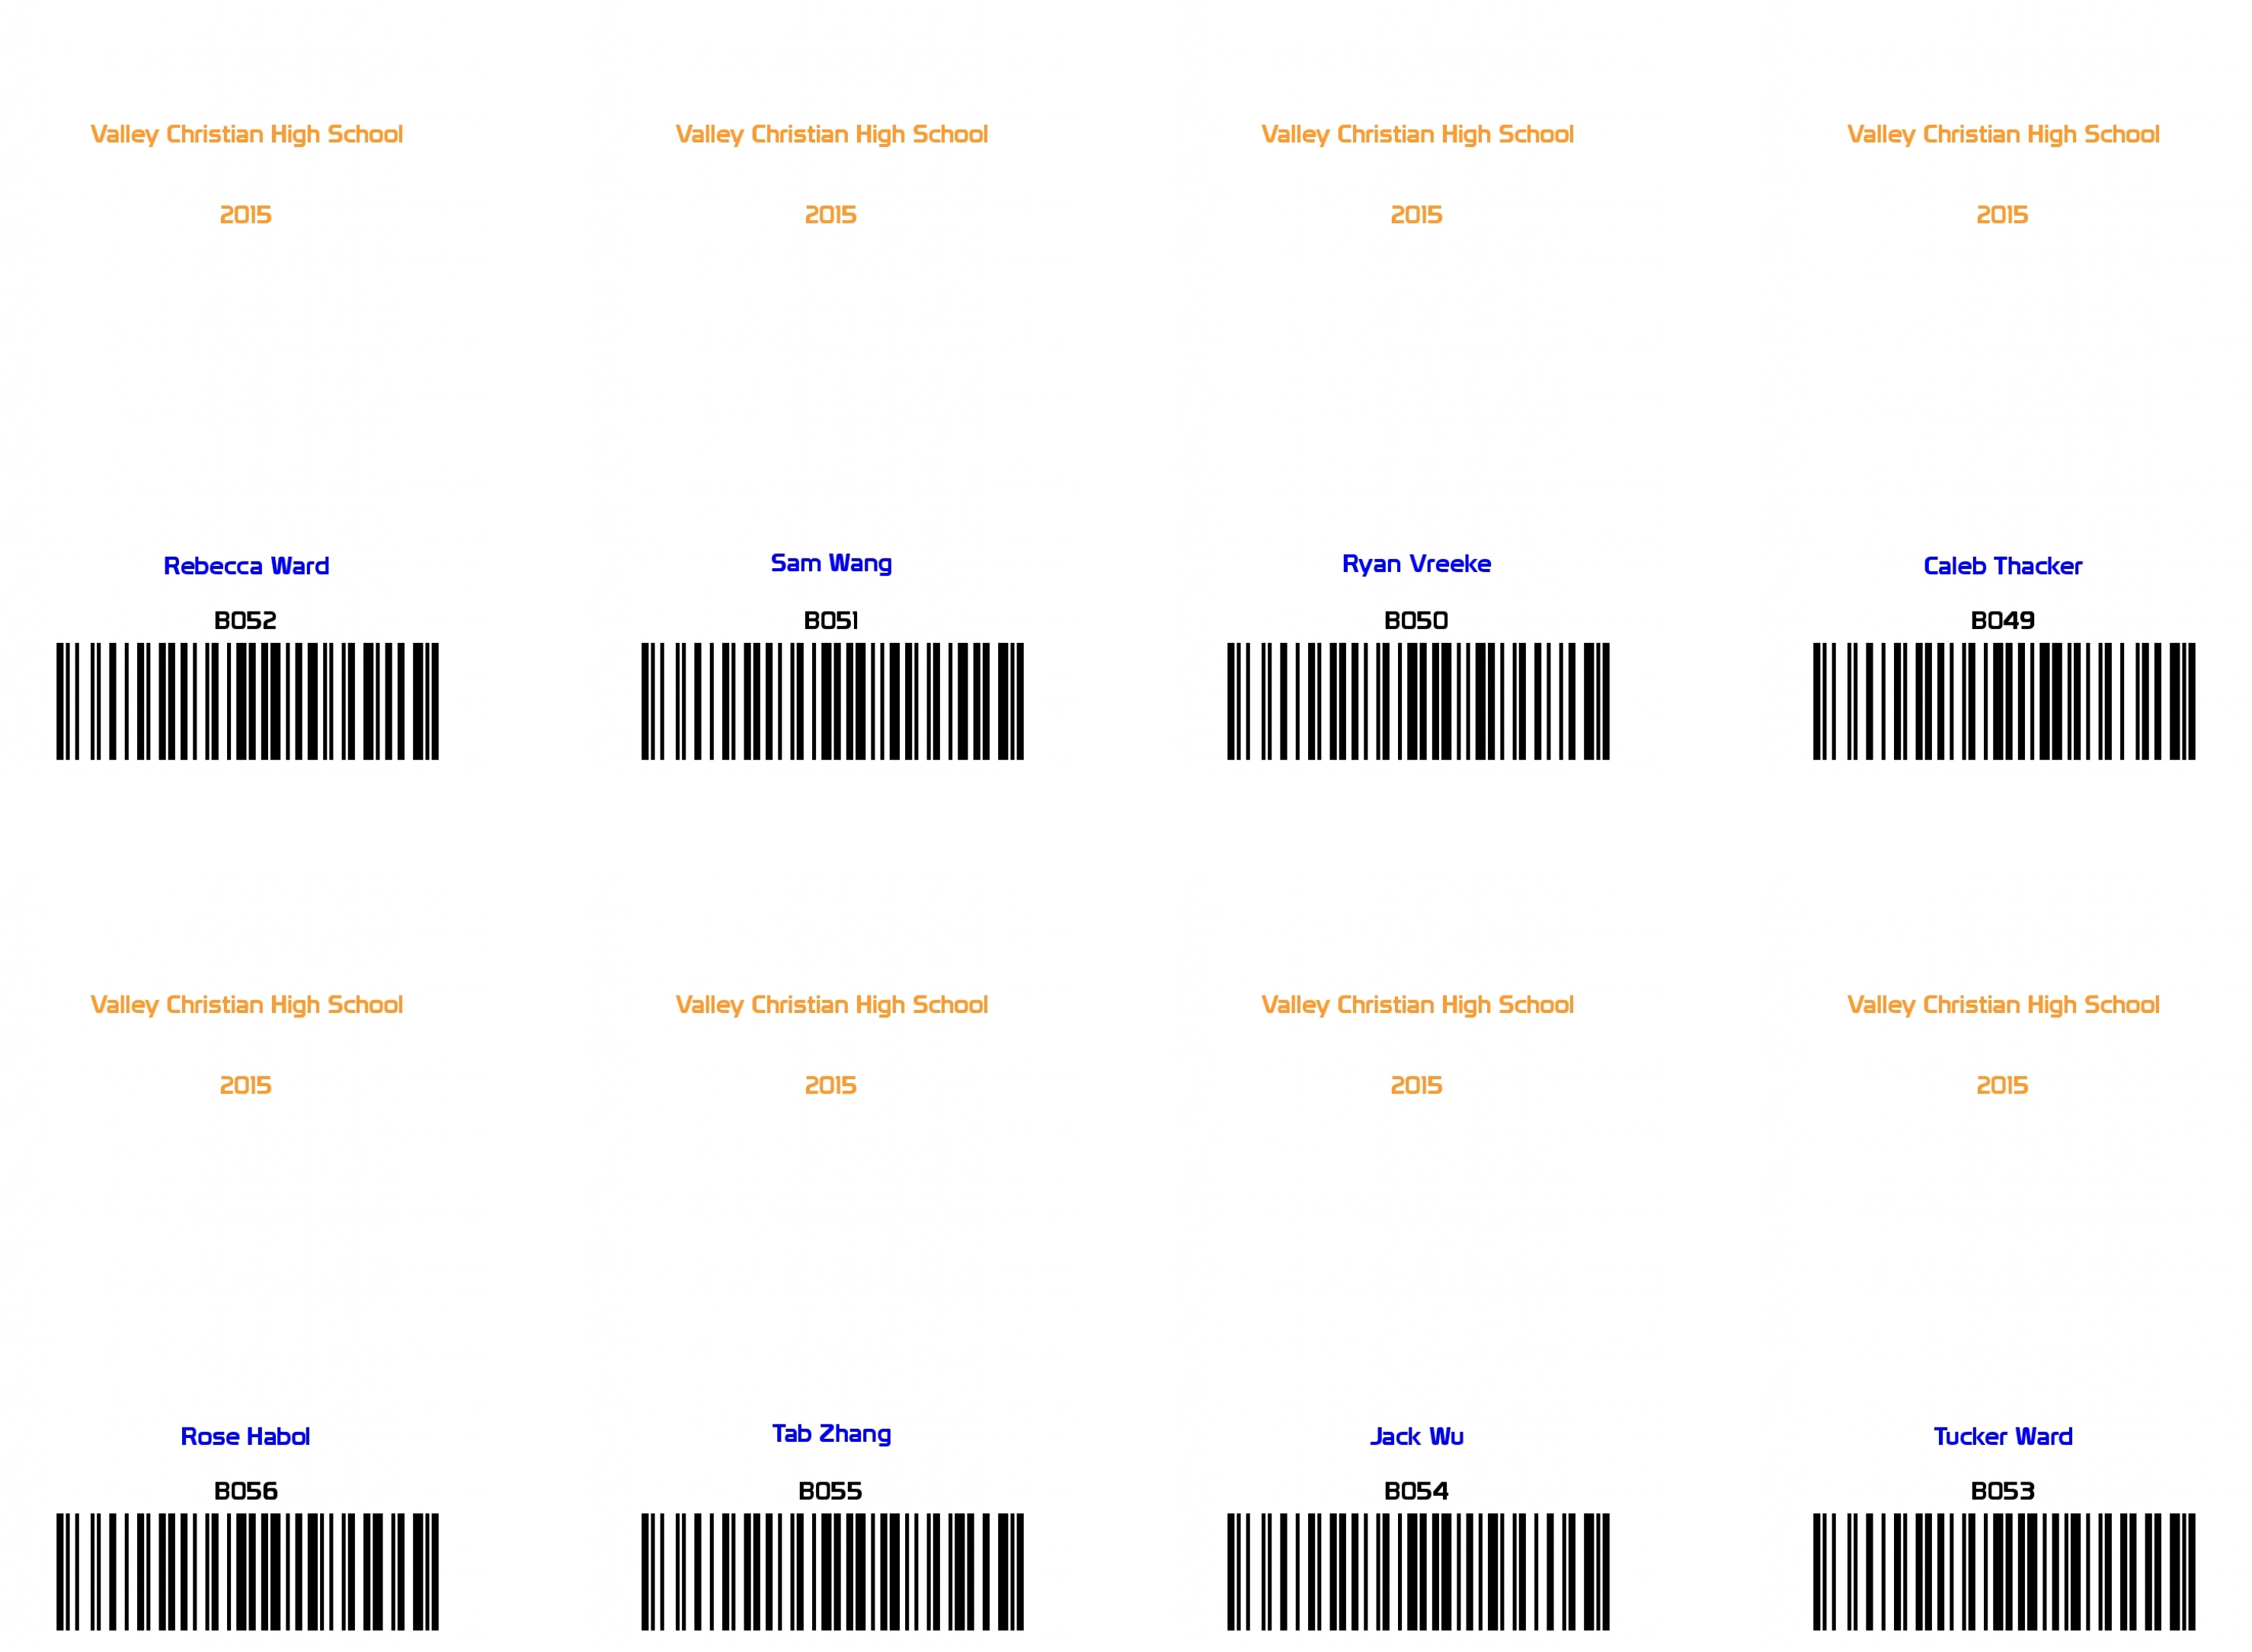 Valley Christian High School
2015
Rebecca Ward
B052
Valley Christian High School
2015
Sam Wang
B051
Valley Christian High School
2015
Ryan Vreeke
B050
Valley Christian High School
2015
Caleb Thacker
B049
Valley Christian High School
2015
Rose Habol
B056
Valley Christian High School
2015
Tab Zhang
B055
Valley Christian High School
2015
Jack Wu
B054
Valley Christian High School
2015
Tucker Ward
B053